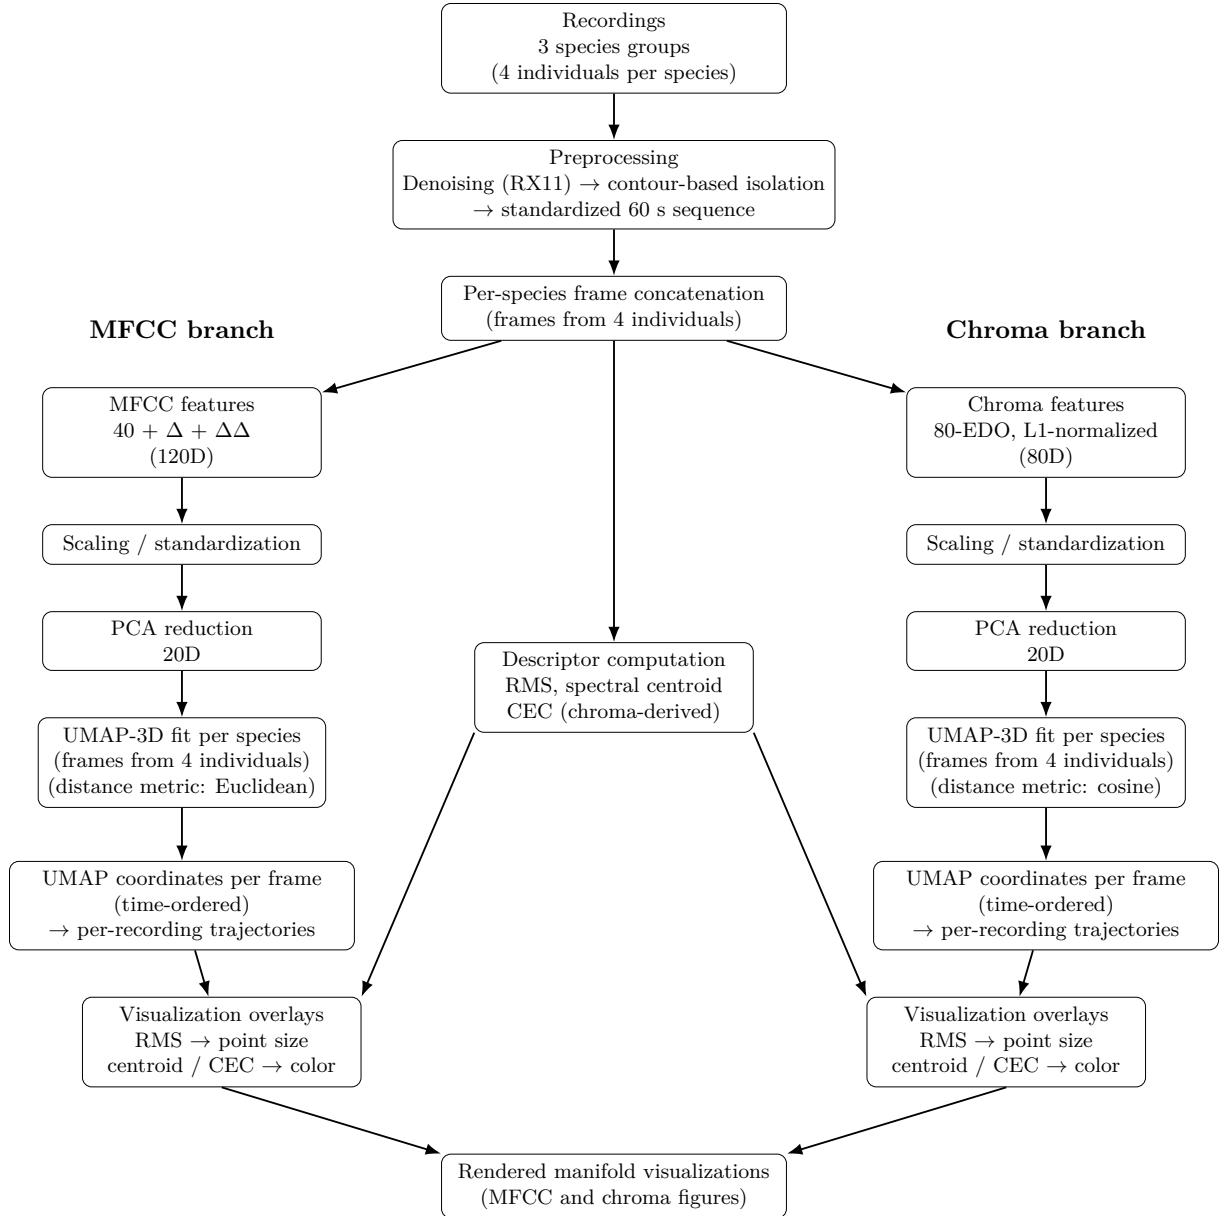 Recordings
3 species groups
(4 individuals per species)
Preprocessing
Denoising (RX11) → contour-based isolation
→ standardized 60 s sequence
Per-species frame concatenation
(frames from 4 individuals)
MFCC branch
Chroma branch
MFCC features
40 + Δ + ΔΔ
(120D)
Chroma features
80-EDO, L1-normalized
(80D)
Scaling / standardization
Scaling / standardization
PCA reduction
20D
PCA reduction
20D
Descriptor computation
RMS, spectral centroid
CEC (chroma-derived)
UMAP-3D fit per species
(frames from 4 individuals)
(distance metric: Euclidean)
UMAP-3D fit per species
(frames from 4 individuals)
(distance metric: cosine)
UMAP coordinates per frame
(time-ordered)
→ per-recording trajectories
UMAP coordinates per frame
(time-ordered)
→ per-recording trajectories
Visualization overlays
RMS → point size
centroid / CEC → color
Visualization overlays
RMS → point size
centroid / CEC → color
Rendered manifold visualizations
(MFCC and chroma figures)